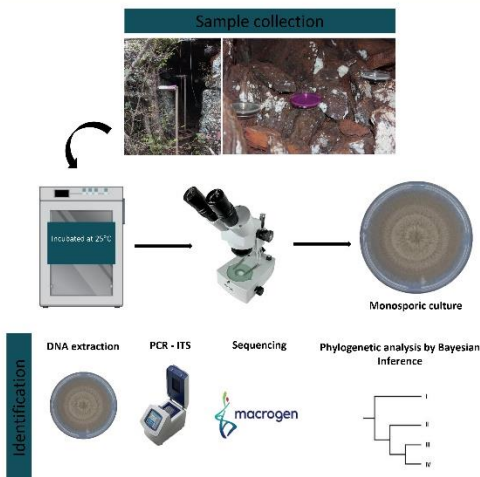 Sample collection
Incubated at 25°C
Monosporic culture
Identification
DNA extraction
PCR - ITS
Sequencing
Phylogenetic analysis by Bayesian
Inference
macrogen
I
II
III
IV